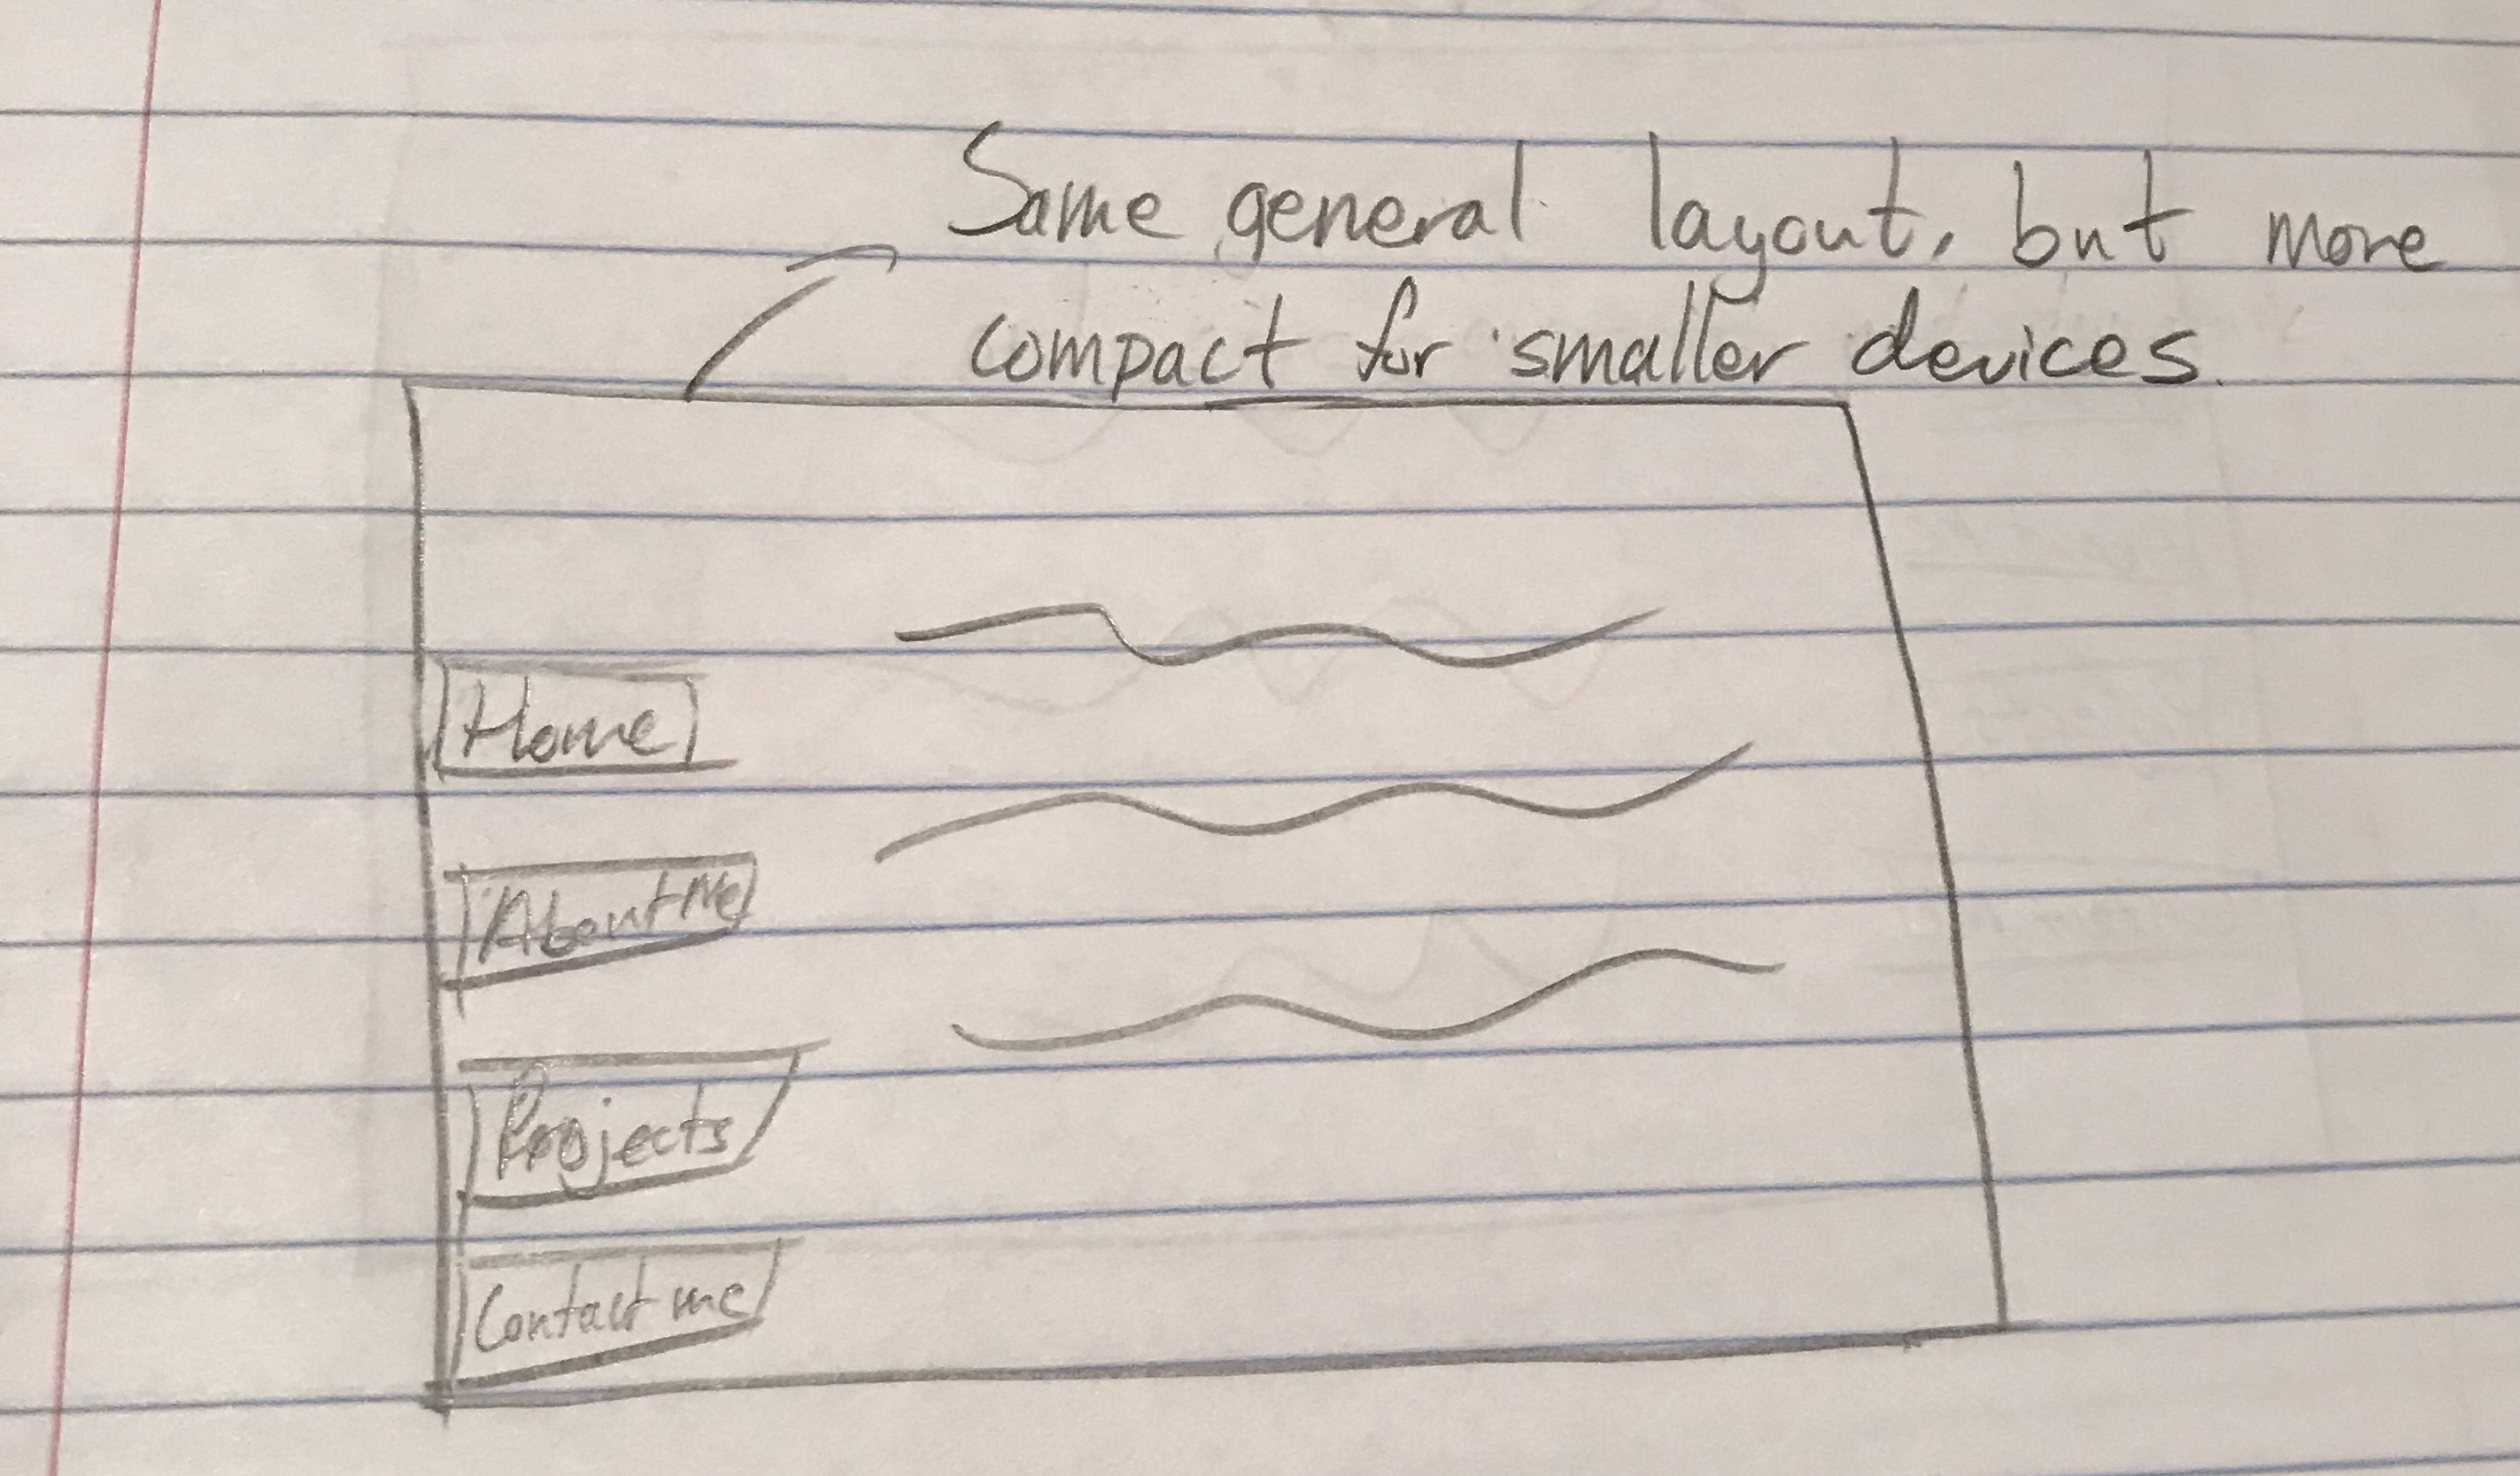 Same general layout, but more
compact for smaller devices.
Home
About Me
Projects
Contact me